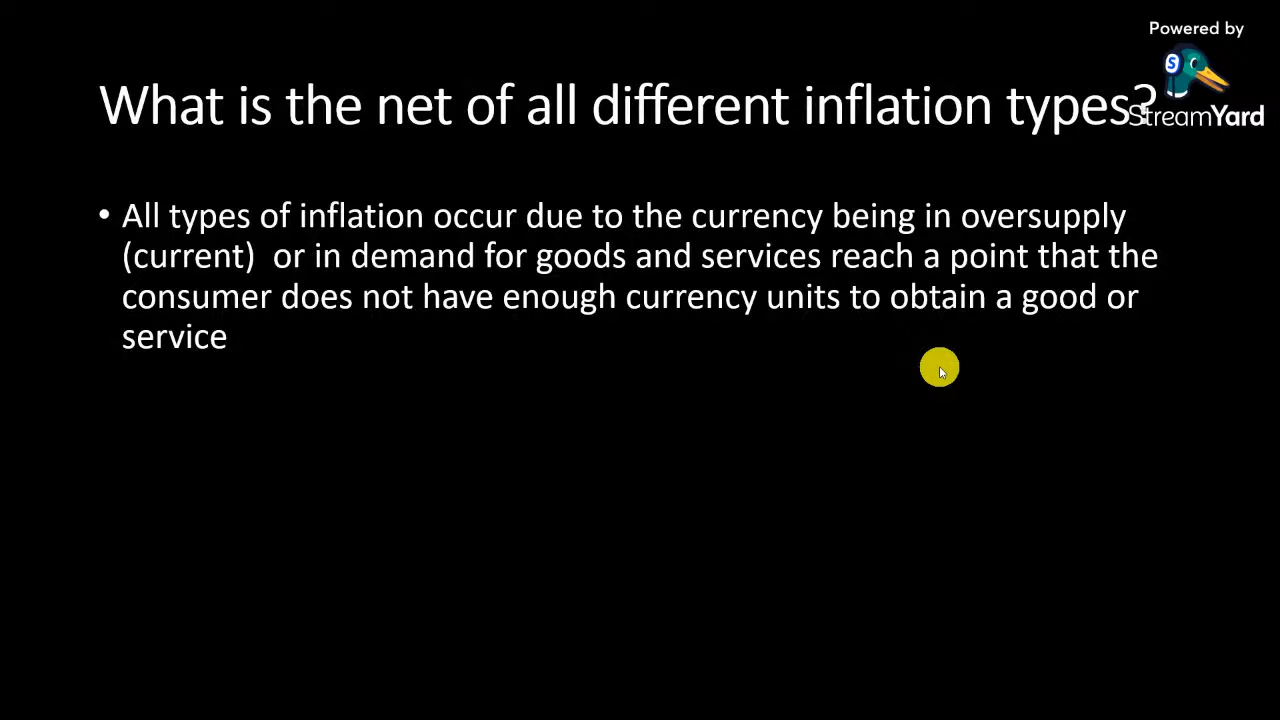 Powered by
What is the net of all different inflation types?
StreamYard
• All types of inflation occur due to the currency being in oversupply
(current)  or in demand for goods and services reach a point that the
consumer does not have enough currency units to obtain a good or
service